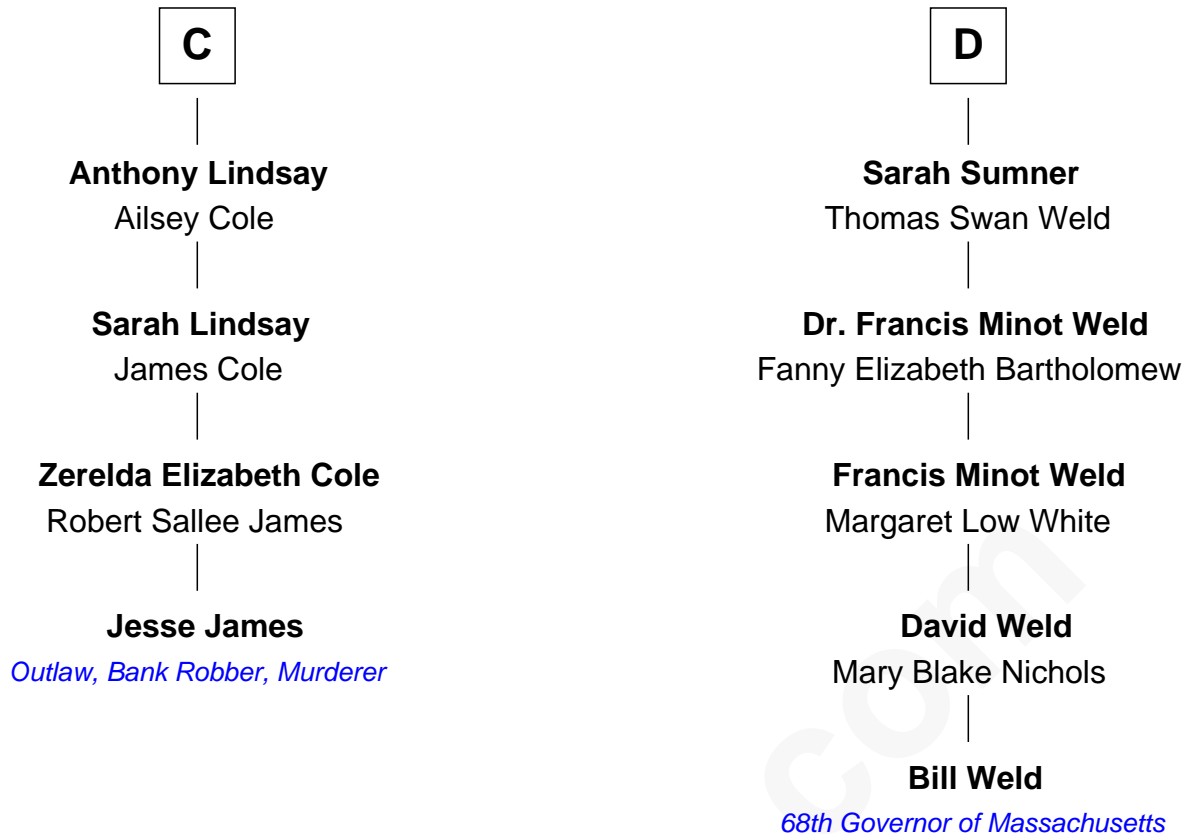 C
Anthony Lindsay
Ailsey Cole
Sarah Lindsay
James Cole
Zerelda Elizabeth Cole
Robert Sallee James
Jesse James
Outlaw, Bank Robber, Murderer
D
Sarah Sumner
Thomas Swan Weld
Dr. Francis Minot Weld
Fanny Elizabeth Bartholomew
Francis Minot Weld
Margaret Low White
David Weld
Mary Blake Nichols
Bill Weld
68th Governor of Massachusetts
com